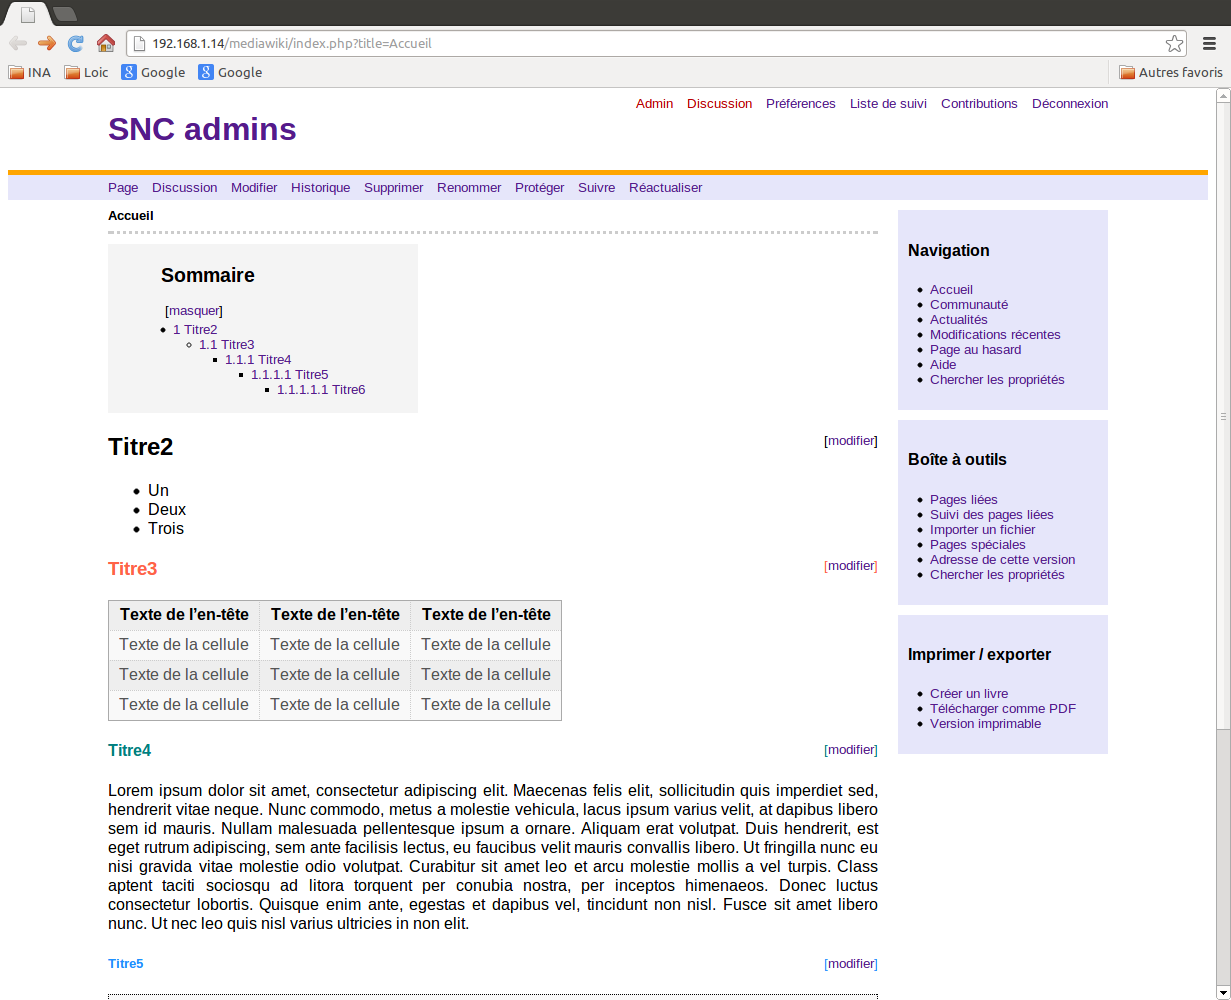 192.168.1.14/mediawiki/index.php?title=Accueil
INA Loic Google Google Autres favoris
Admin Discussion Préférences Liste de suivi Contributions Déconnexion
SNC admins
Page Discussion Modifier Historique Supprimer Renommer Protéger Suivre Réactualiser
Accueil
Sommaire
[masquer]
1 Titre2
1.1 Titre3
1.1.1 Titre4
1.1.1.1 Titre5
1.1.1.1.1 Titre6
Titre2 [modifier]
Un
Deux
Trois
Titre3 [modifier]
Texte de l'en-tête Texte de l'en-tête Texte de l'en-tête
Texte de la cellule Texte de la cellule Texte de la cellule
Texte de la cellule Texte de la cellule Texte de la cellule
Texte de la cellule Texte de la cellule Texte de la cellule
Titre4 [modifier]
Lorem ipsum dolor sit amet, consectetur adipiscing elit. Maecenas felis elit, sollicitudin quis imperdiet sed,
hendrerit vitae neque. Nunc commodo, metus a molestie vehicula, lacus ipsum varius velit, at dapibus libero
sem id mauris. Nullam malesuada pellentesque ipsum a ornare. Aliquam erat volutpat. Duis hendrerit, est
eget rutrum adipiscing, sem ante facilisis lectus, eu faucibus velit mauris convallis libero. Ut fringilla nunc eu
nisi gravida vitae molestie odio volutpat. Curabitur sit amet leo et arcu molestie mollis a vel turpis. Class
aptent taciti sociosqu ad litora torquent per conubia nostra, per inceptos himenaeos. Donec luctus
consectetur lobortis. Quisque enim ante, egestas et dapibus vel, tincidunt non nisl. Fusce sit amet libero
nunc. Ut nec leo quis nisl varius ultricies in non elit.
Titre5 [modifier]
Navigation
Accueil
Communauté
Actualités
Modifications récentes
Page au hasard
Aide
Chercher les propriétés
Boîte à outils
Pages liées
Suivi des pages liées
Importer un fichier
Pages spéciales
Adresse de cette version
Chercher les propriétés
Imprimer / exporter
Créer un livre
Télécharger comme PDF
Version imprimable